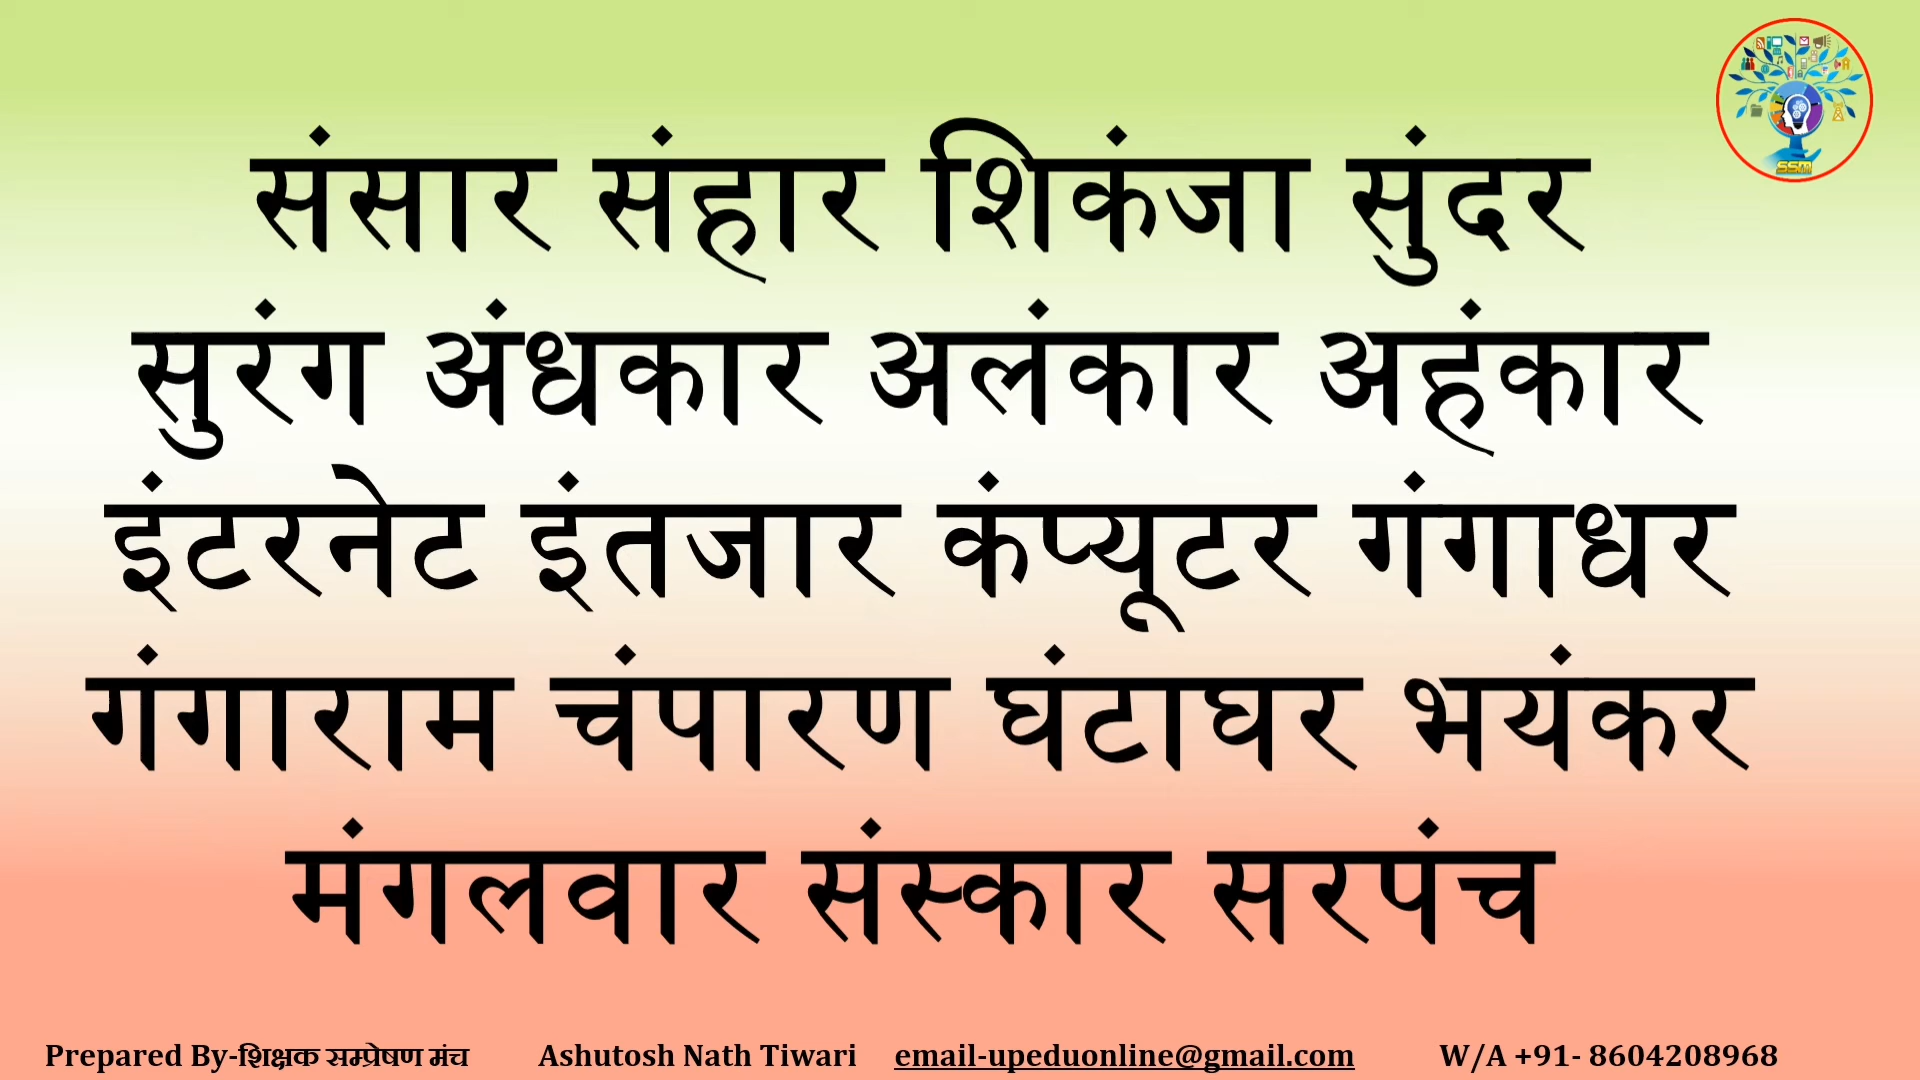 SSM
संसार संहार शिकंजा सुंदर
सुरंग अंधकार अलंकार अहंकार
इंटरनेट इंतजार कंप्यूटर गंगाधर
गंगाराम चंपारण घंटाघर भयंकर
मंगलवार संस्कार सरपंच
Prepared By-शिक्षक सम्प्रेषण मंच Ashutosh Nath Tiwari email-upeduonline@gmail.com W/A +91- 8604208968